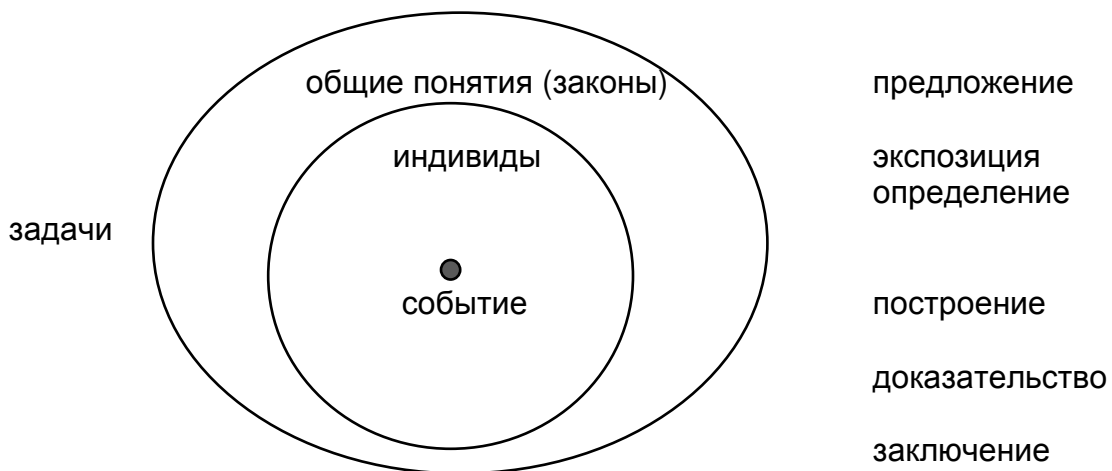 общие понятия (законы)
предложение
индивиды
экспозиция
определение
задачи
событие
построение
доказательство
заключение